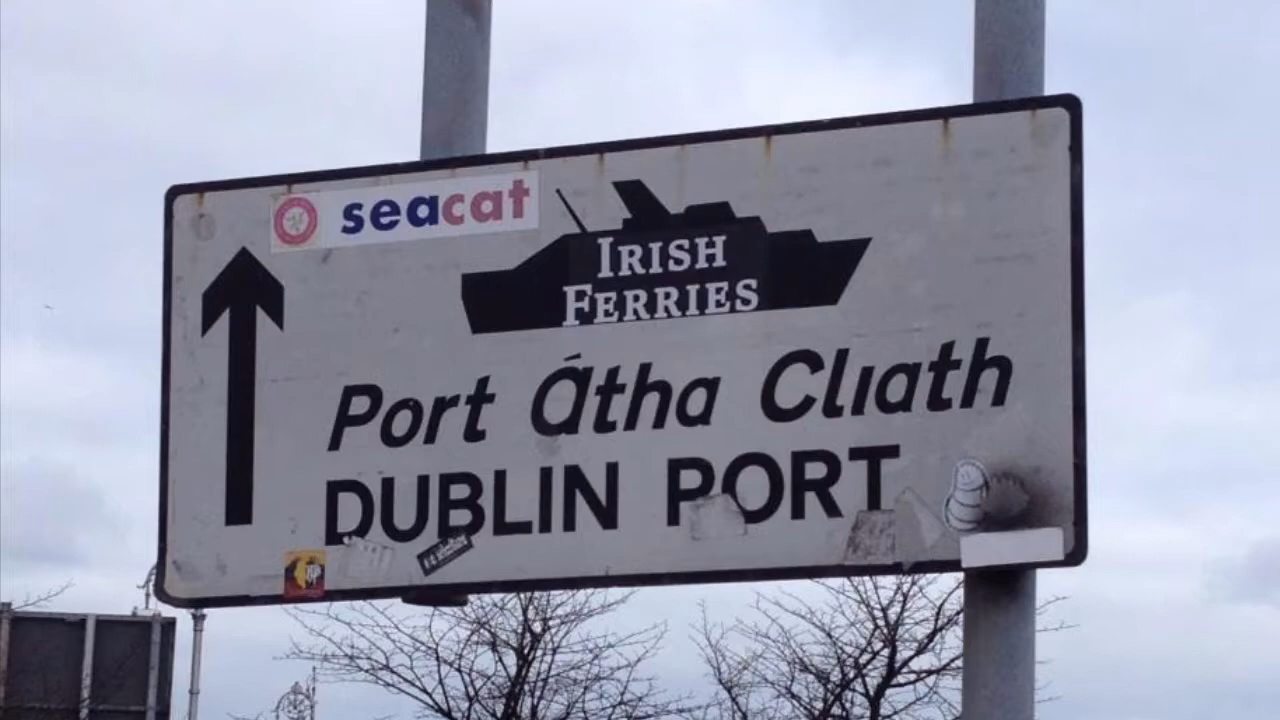 seacat
IRISH
FERRIES
Port Átha Clıath
DUBLIN PORT